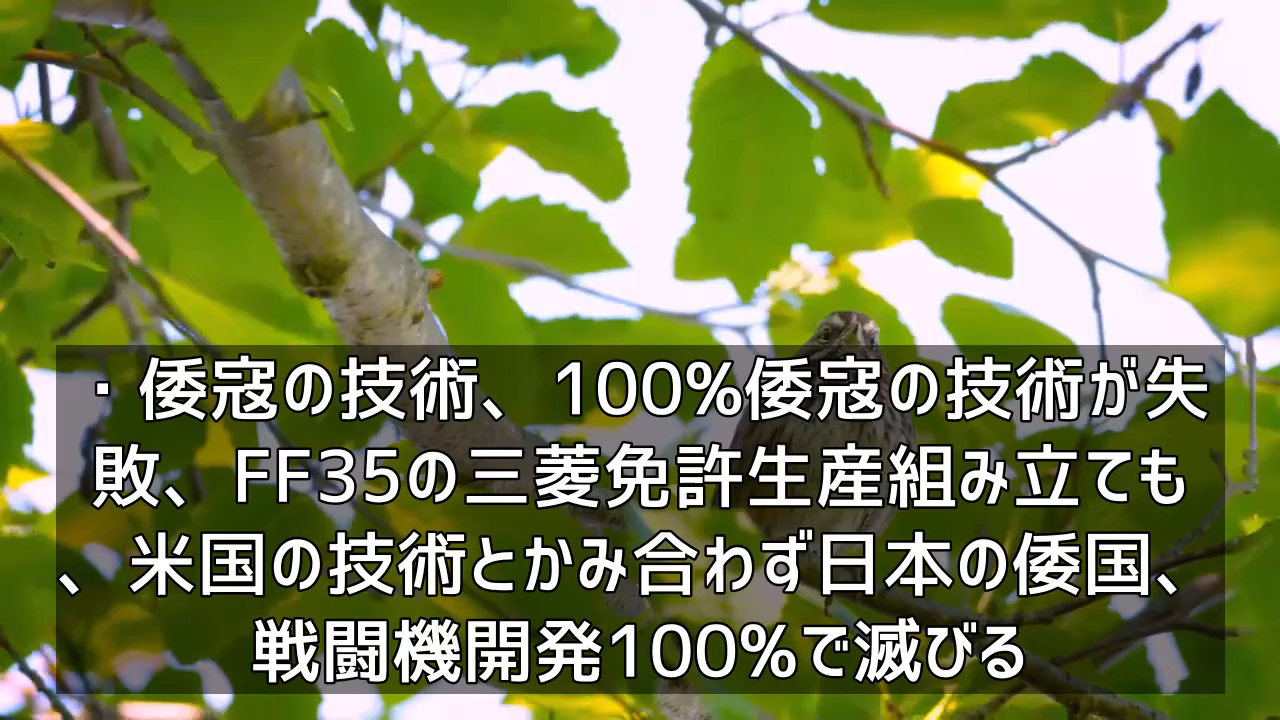 ・倭寇の技術、100%倭寇の技術が失
敗、FF35の三菱免許生産組み立ても
、米国の技術とかみ合わず日本の倭国、
戦闘機開発100%で滅びる